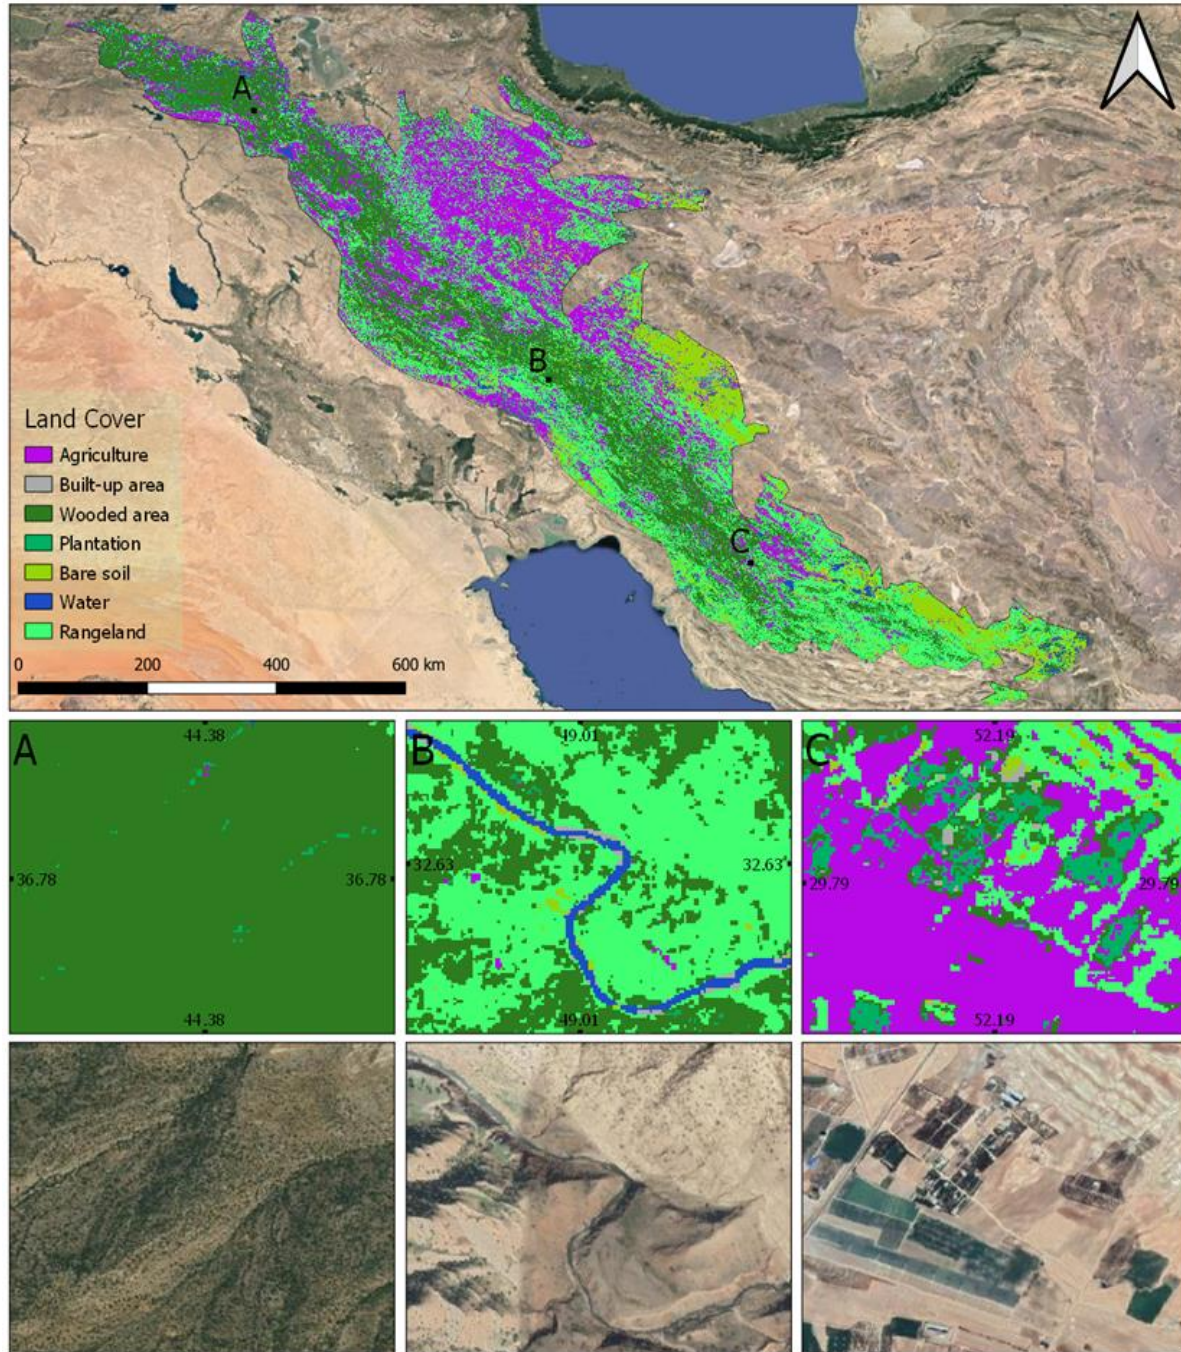 A
B
C
Land Cover
Agriculture
Built-up area
Wooded area
Plantation
Bare soil
Water
Rangeland
0 200 400 600 km
A
44.38
36.78 36.78
44.38
B
49.01
32.63 32.63
49.01
C
52.19
29.79 29.79
52.19